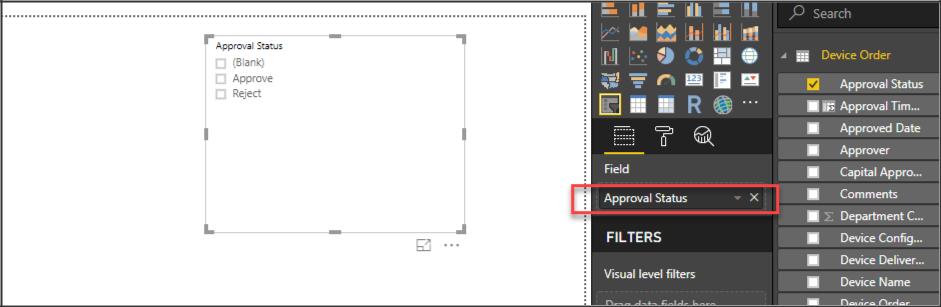 Approval Status
(Blank)
Approve
Reject
123
R
Field
Approval Status
FILTERS
Visual level filters
Drag data fields here
Search
Device Order
Approval Status
Approval Tim...
Approved Date
Approver
Capital Appro...
Comments
Σ Department C...
Device Config...
Device Deliver...
Device Name
Device Order